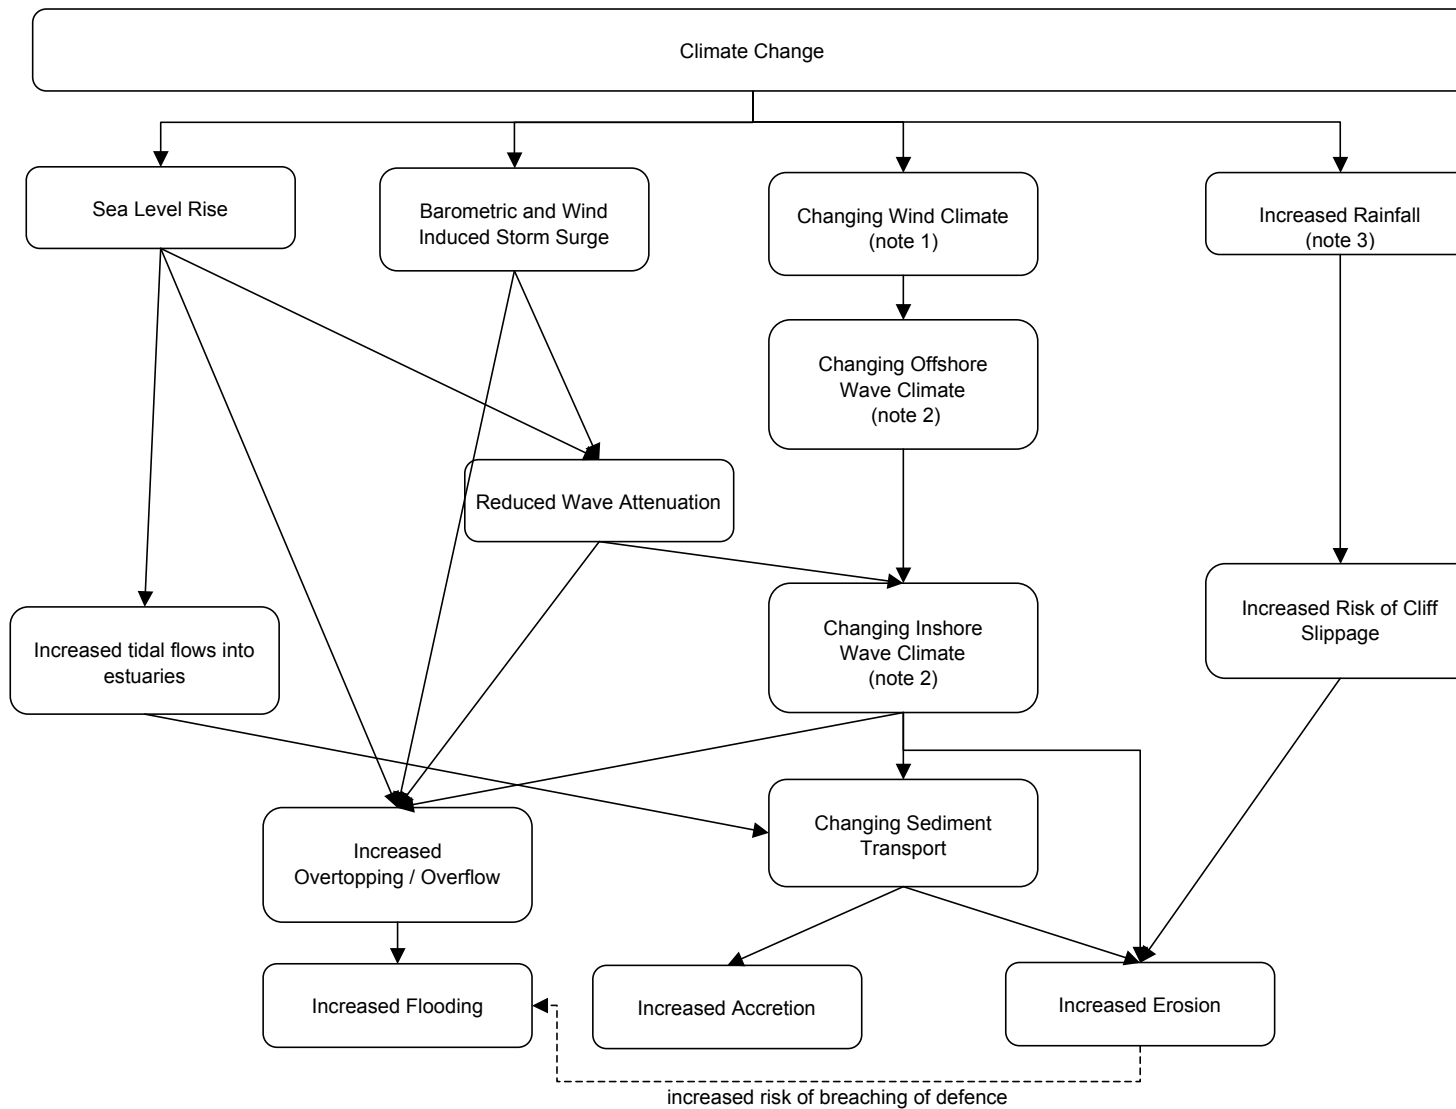 Climate Change
Sea Level Rise
Barometric and Wind
Induced Storm Surge
Changing Wind Climate
(note 1)
Increased Rainfall
(note 3)
Changing Offshore
Wave Climate
(note 2)
Reduced Wave Attenuation
Increased tidal flows into
estuaries
Changing Inshore
Wave Climate
(note 2)
Increased Risk of Cliff
Slippage
Increased
Overtopping / Overflow
Changing Sediment
Transport
Increased Flooding
Increased Accretion
Increased Erosion
increased risk of breaching of defence